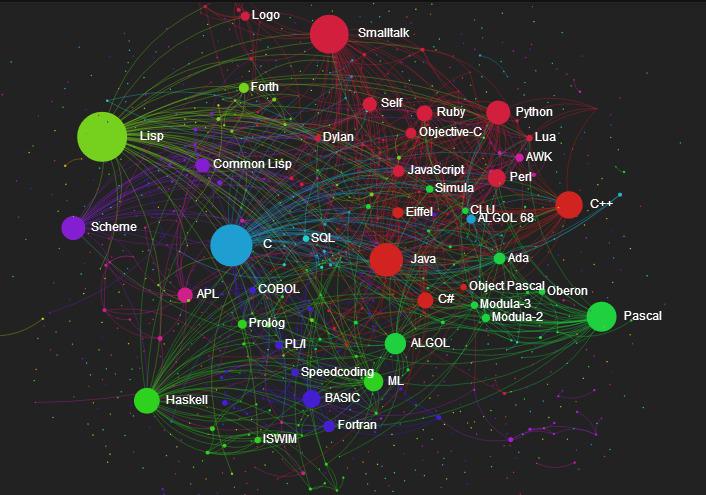 Logo
Smalltalk
Forth
Self
Ruby
Python
Lisp
Dylan
Objective-C
Lua
Common Lisp
AWK
JavaScript
Perl
Simula
Scheme
Eiffel
CLU
C++
ALGOL 68
C
SQL
Java
Ada
APL
COBOL
Object Pascal
Oberon
C#
Modula-3
Modula-2
Pascal
Prolog
PL/I
ALGOL
Speedcoding
ML
Haskell
BASIC
Fortran
ISWIM